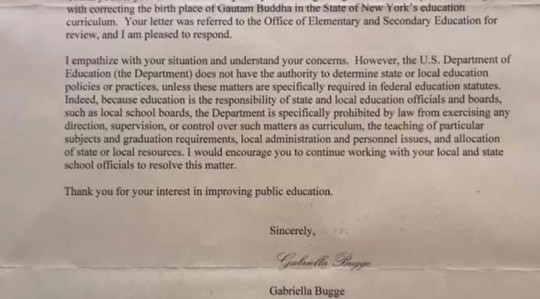 with correcting the birth place of Gautam Buddha in the State of New York's education
curriculum. Your letter was referred to the Office of Elementary and Secondary Education for
review, and I am pleased to respond.
I empathize with your situation and understand your concerns. However, the U.S. Department of
Education (the Department) does not have the authority to determine state or local education
policies or practices, unless these matters are specifically required in federal education statutes.
Indeed, because education is the responsibility of state and local education officials and boards,
such as local school boards, the Department is specifically prohibited by law from exercising any
direction, supervision, or control over such matters as curriculum, the teaching of particular
subjects and graduation requirements, local administration and personnel issues, and allocation
of state or local resources. I would encourage you to continue working with your local and state
school officials to resolve this matter.
Thank you for your interest in improving public education.
Sincerely,
Gabriella Bugge
Gabriella Bugge